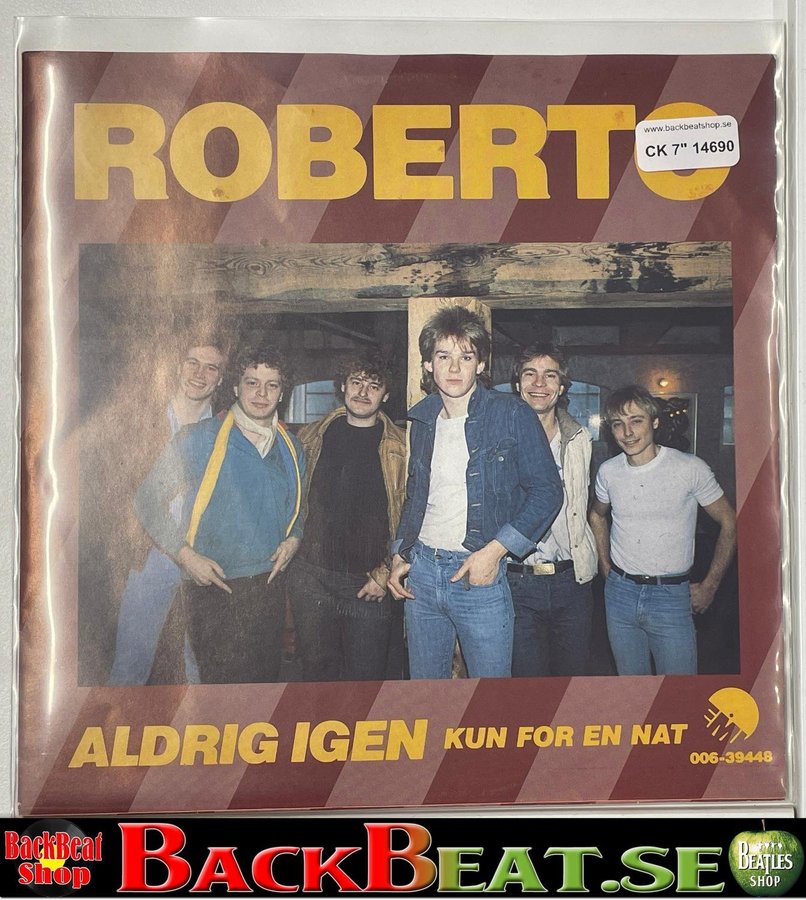 ROBERTO
www.backbeatshop.se
CK 7" 14690
ALDRIG IGEN KUN FOR EN NAT
EMI
006-39448
BackBeat
Shop
BACKBEAT.SE
BEATLES
SHOP